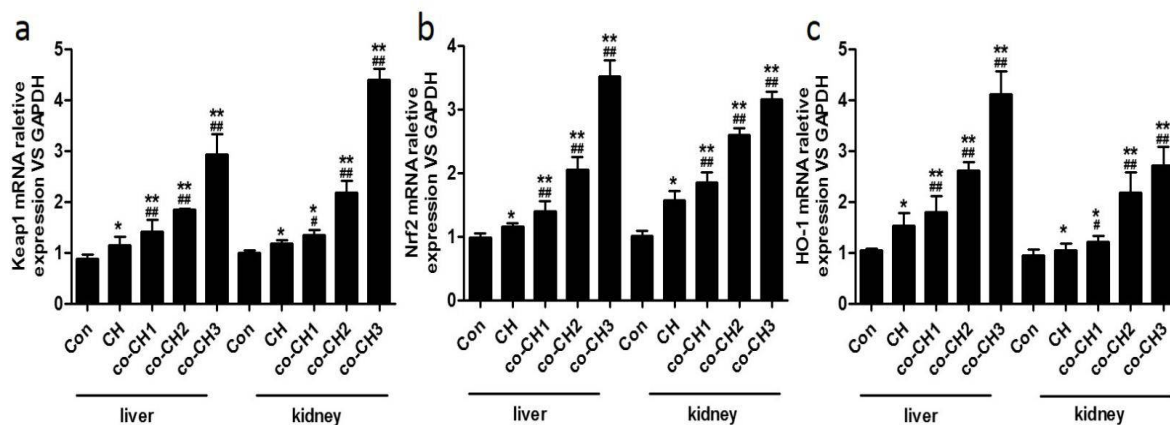 a
Keap1 mRNA raletive
expression VS GAPDH
5
4
3
2
1
0
*
**
##
**
##
**
##
*
*
#
**
##
**
##
Con
CH
co-CH1
co-CH2
co-CH3
Con
CH
co-CH1
co-CH2
co-CH3
liver
kidney
b
Nrf2 mRNA raletive
expression VS GAPDH
4
3
2
1
0
*
**
##
**
##
**
##
*
**
##
**
##
**
##
Con
CH
co-CH1
co-CH2
co-CH3
Con
CH
co-CH1
co-CH2
co-CH3
liver
kidney
c
HO-1 mRNA raletive
expression VS GAPDH
5
4
3
2
1
0
*
**
##
**
##
**
##
*
*
#
**
##
**
##
Con
CH
co-CH1
co-CH2
co-CH3
Con
CH
co-CH1
co-CH2
co-CH3
liver
kidney